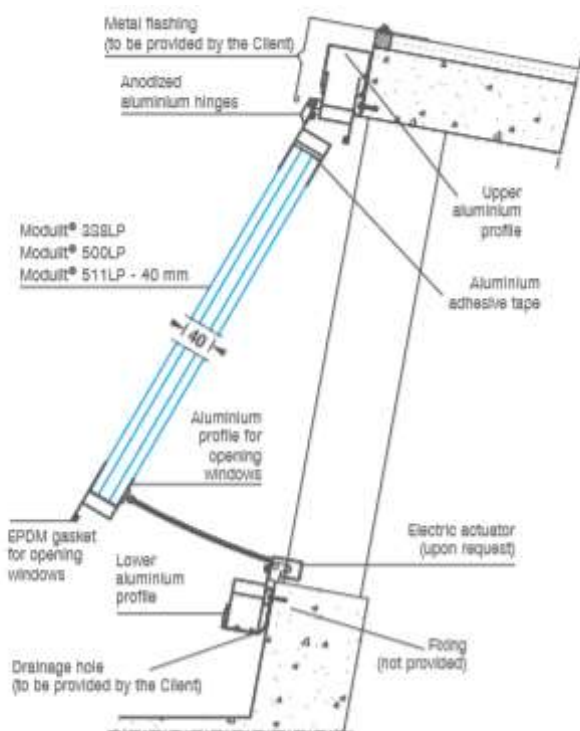 Metal flashing
(to be provided by the Client)
Anodized
aluminium hinges
Upper
aluminium
profile
Modulit® 338LP
Modulit® 500LP
Modulit® 511LP - 40 mm
Aluminium
adhesive tape
40
Aluminium
profile for
opening
windows
EPDM gasket
for opening
windows
Electric actuator
(upon request)
Lower
aluminium
profile
Fixing
(not provided)
Drainage hole
(to be provided by the Client)